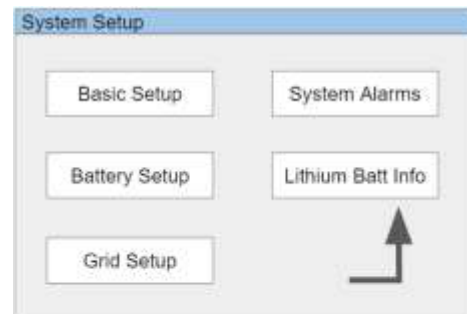 System Setup
Basic Setup
System Alarms
Battery Setup
Lithium Batt Info
Grid Setup